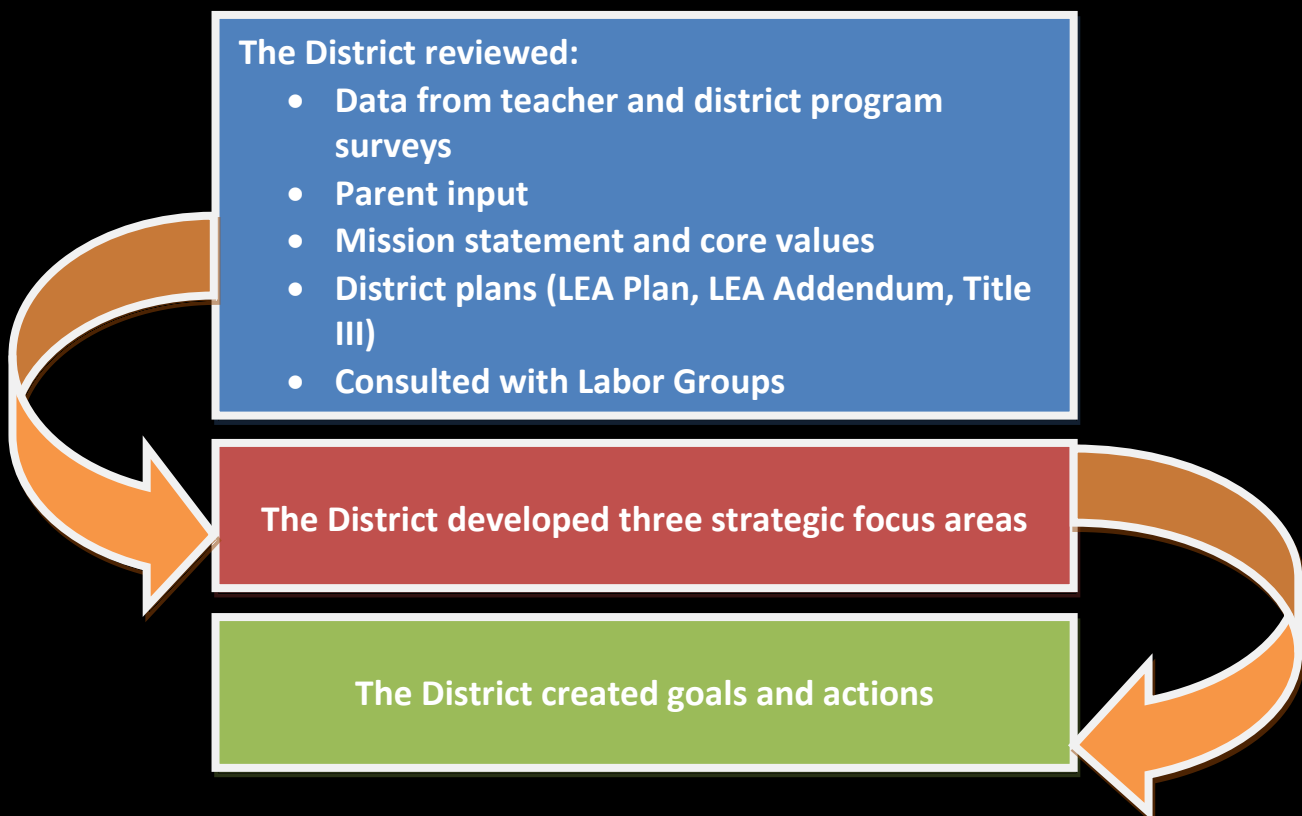 The District reviewed:
• Data from teacher and district program
surveys
• Parent input
• Mission statement and core values
• District plans (LEA Plan, LEA Addendum, Title
III)
• Consulted with Labor Groups
The District developed three strategic focus areas
The District created goals and actions